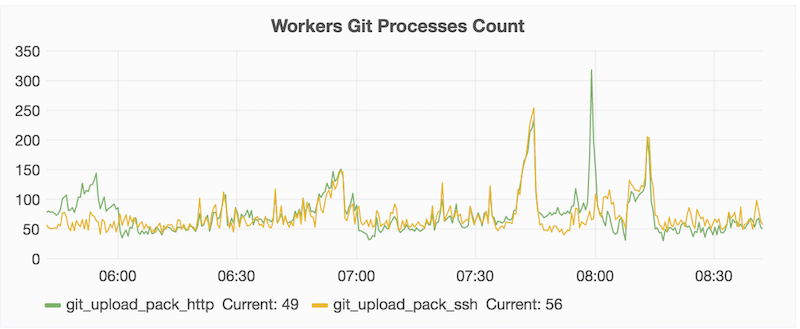 Workers Git Processes Count
350
300
250
200
150
100
50
0
06:00 06:30 07:00 07:30 08:00 08:30
git_upload_pack_http Current: 49 git_upload_pack_ssh Current: 56